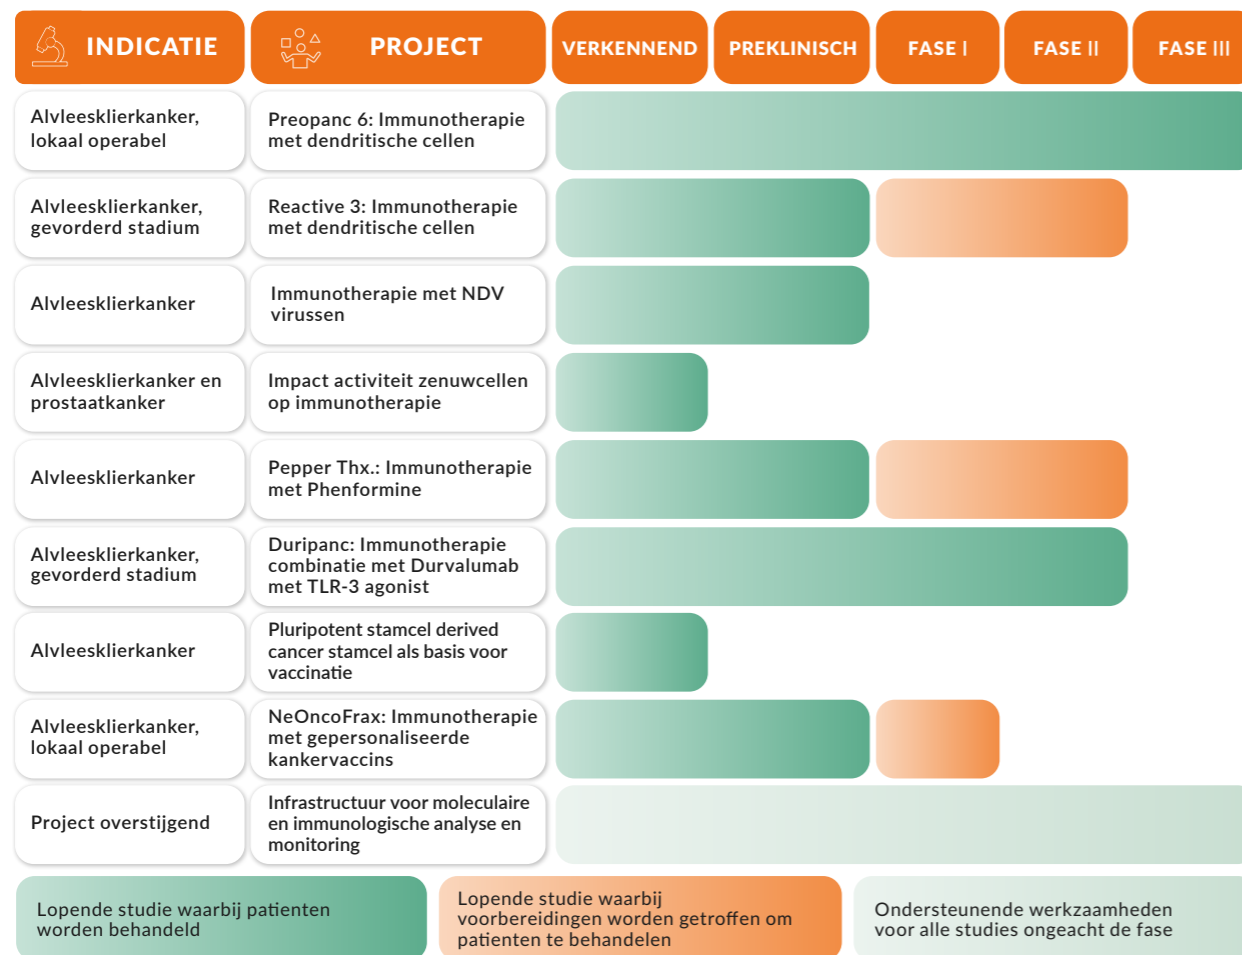 INDICATIE
PROJECT
VERKENNEND
PREKLINISCH
FASE I
FASE II
FASE III
Alvleesklierkanker,
lokaal operabel
Preopanc 6: Immunotherapie
met dendritische cellen
Alvleesklierkanker,
gevorderd stadium
Reactive 3: Immunotherapie
met dendritische cellen
Alvleesklierkanker
Immunotherapie met NDV
virussen
Alvleesklierkanker en
prostaatkanker
Impact activiteit zenuwcellen
op immunotherapie
Alvleesklierkanker
Pepper Thx.: Immunotherapie
met Phenformine
Alvleesklierkanker,
gevorderd stadium
Duripanc: Immunotherapie
combinatie met Durvalumab
met TLR-3 agonist
Alvleesklierkanker
Pluripotent stamcel derived
cancer stamcel als basis voor
vaccinatie
Alvleesklierkanker,
lokaal operabel
NeOncoFrax: Immunotherapie
met gepersonaliseerde
kankervaccins
Project overstijgend
Infrastructuur voor moleculaire
en immunologische analyse en
monitoring
Lopende studie waarbij patienten
worden behandeld
Lopende studie waarbij
voorbereidingen worden getroffen om
patienten te behandelen
Ondersteunende werkzaamheden
voor alle studies ongeacht de fase